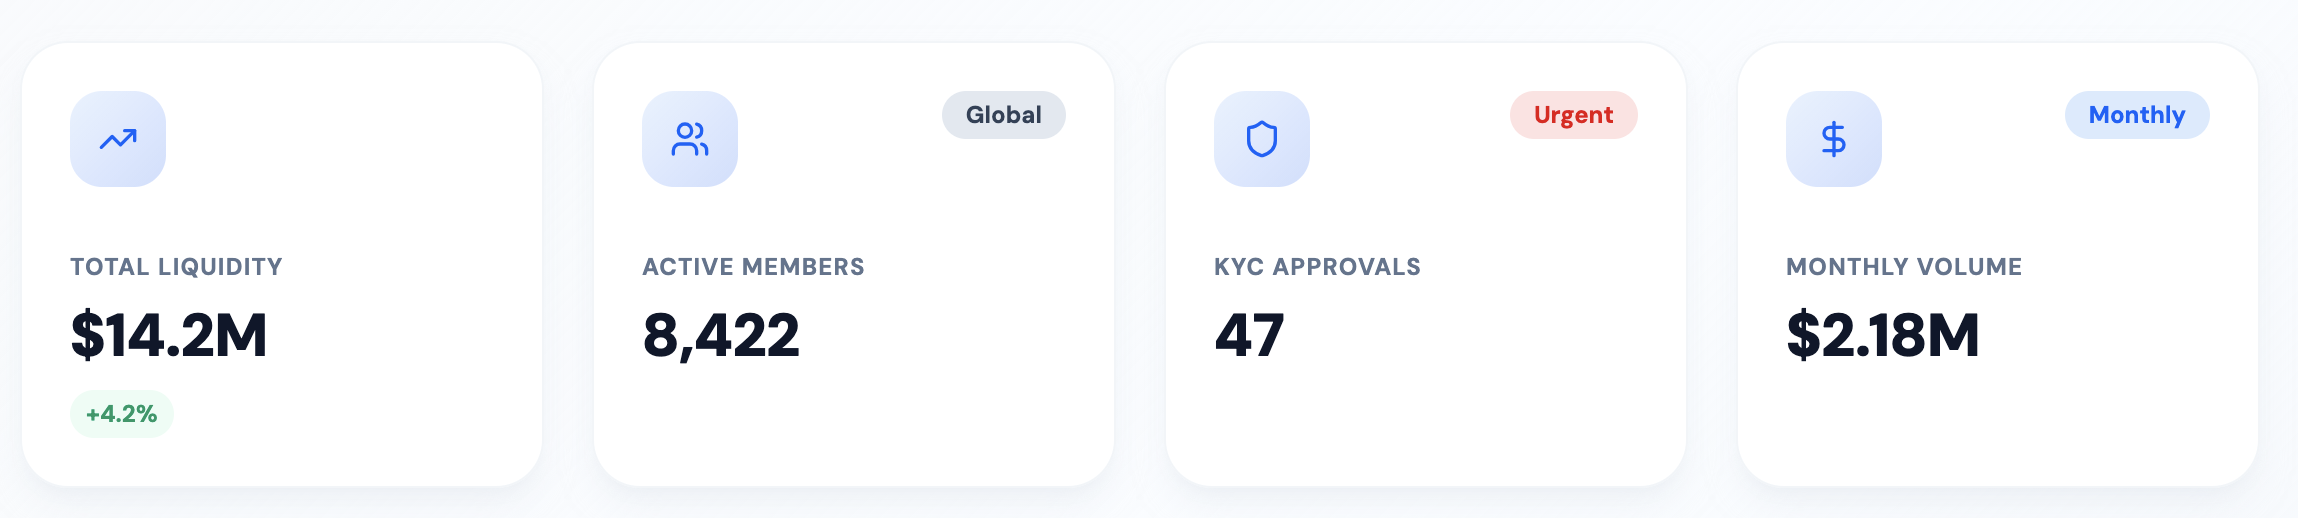 TOTAL LIQUIDITY
$14.2M
+4.2%
Global
ACTIVE MEMBERS
8,422
Urgent
KYC APPROVALS
47
Monthly
MONTHLY VOLUME
$2.18M